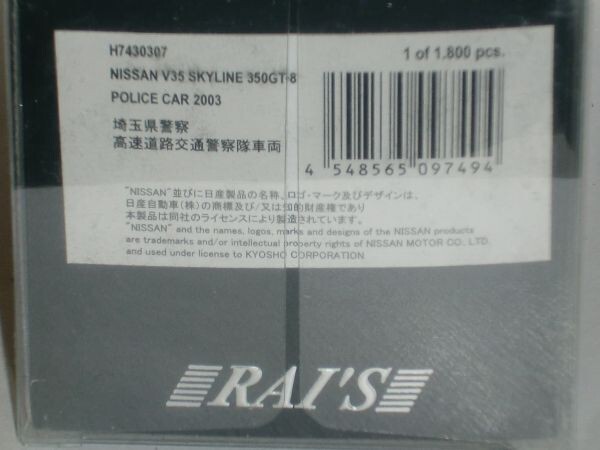 H7430307
1 of 1,800 pcs.
NISSAN V35 SKYLINE 350GT-8
POLICE CAR 2003
埼玉県警察
高速道路交通警察隊車両
4 548565 097494
"NISSAN"並びに日産製品の名称、ロゴ・マーク及びデザインは、
日産自動車(株)の商標及び/又は知的財産権であり
本製品は同社のライセンスにより製造されています。
"NISSAN" and the names, logos, marks and designs of the NISSAN products
are trademarks and/or intellectual property rights of NISSAN MOTOR CO., LTD.
and used under license to KYOSHO CORPORATION.
RAI'S